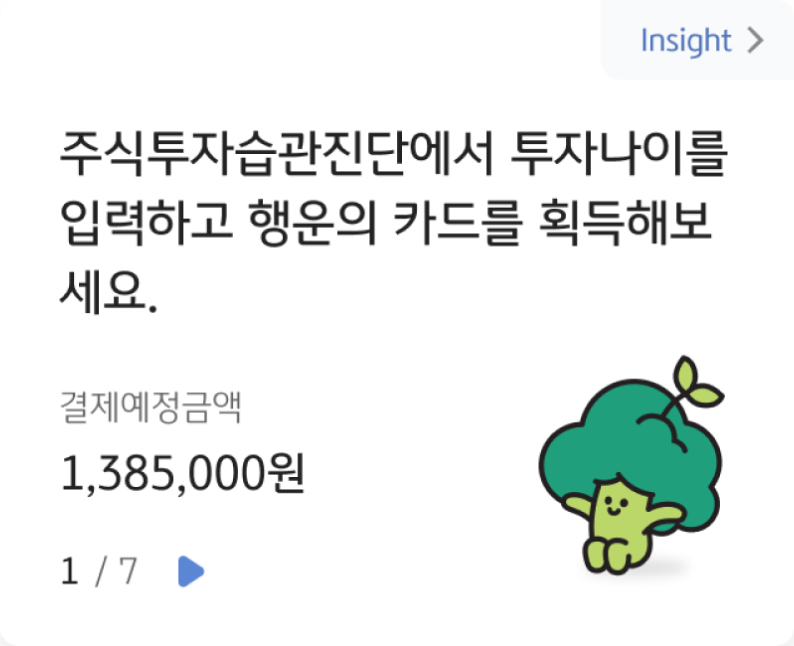 Insight
주식투자습관진단에서 투자나이를
입력하고 행운의 카드를 획득해보
세요.
결제예정금액
1,385,000원
1 / 7